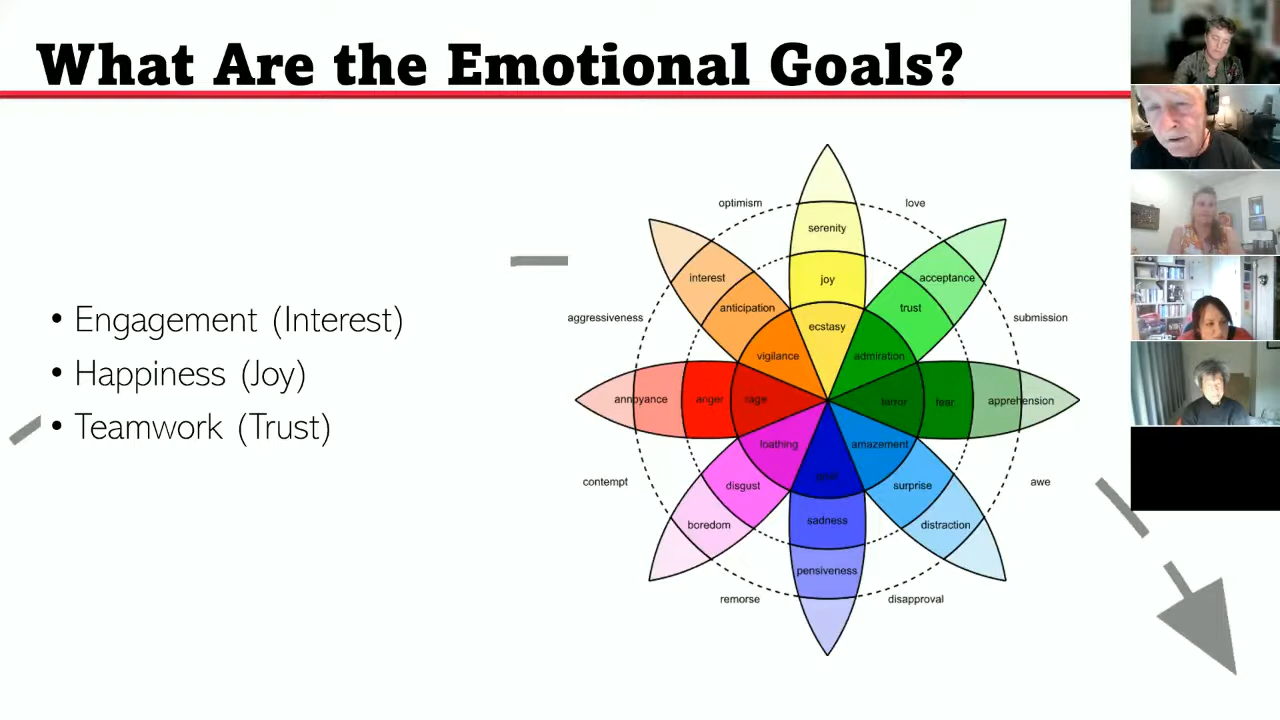 What Are the Emotional Goals?
• Engagement (Interest)
• Happiness (Joy)
• Teamwork (Trust)
optimism
love
serenity
interest
acceptance
joy
anticipation
trust
aggressiveness
submission
ecstasy
vigilance
admiration
annoyance
anger
rage
terror
fear
apprehension
loathing
amazement
grief
contempt
disgust
surprise
awe
boredom
sadness
distraction
pensiveness
remorse
disapproval